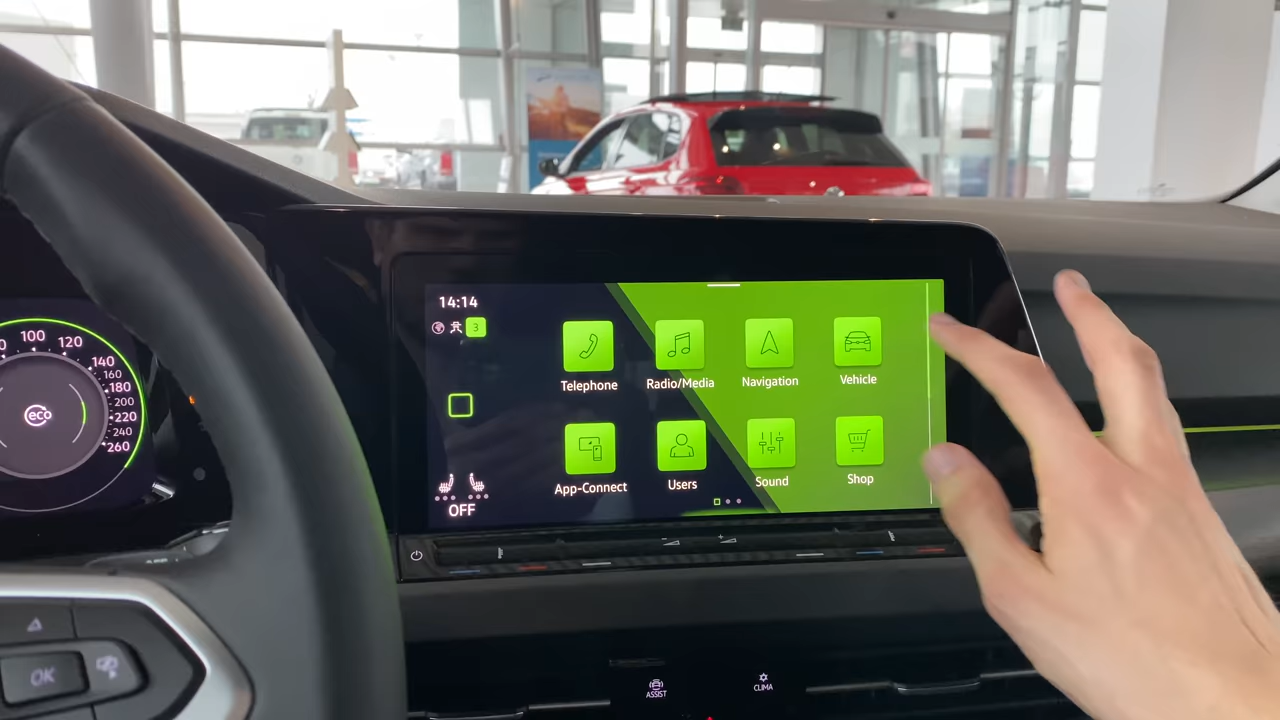 14:14
3
Telephone
Radio/Media
Navigation
Vehicle
App-Connect
Users
Sound
Shop
OFF
100
120
140
160
180
200
220
240
260
eco
OK
ASSIST
CLIMA